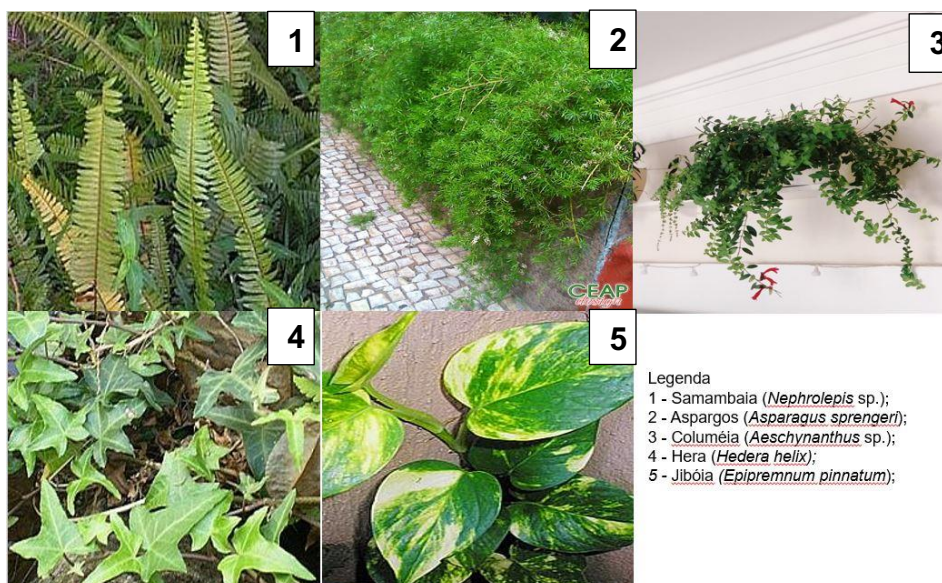 1
2
3
CEAP
design
4
5
Legenda
1 - Samambaia (Nephrolepis sp.);
2 - Aspargos (Asparagus sprengeri);
3 - Columéia (Aeschynanthus sp.);
4 - Hera (Hedera helix);
5 - Jibóia (Epipremnum pinnatum);